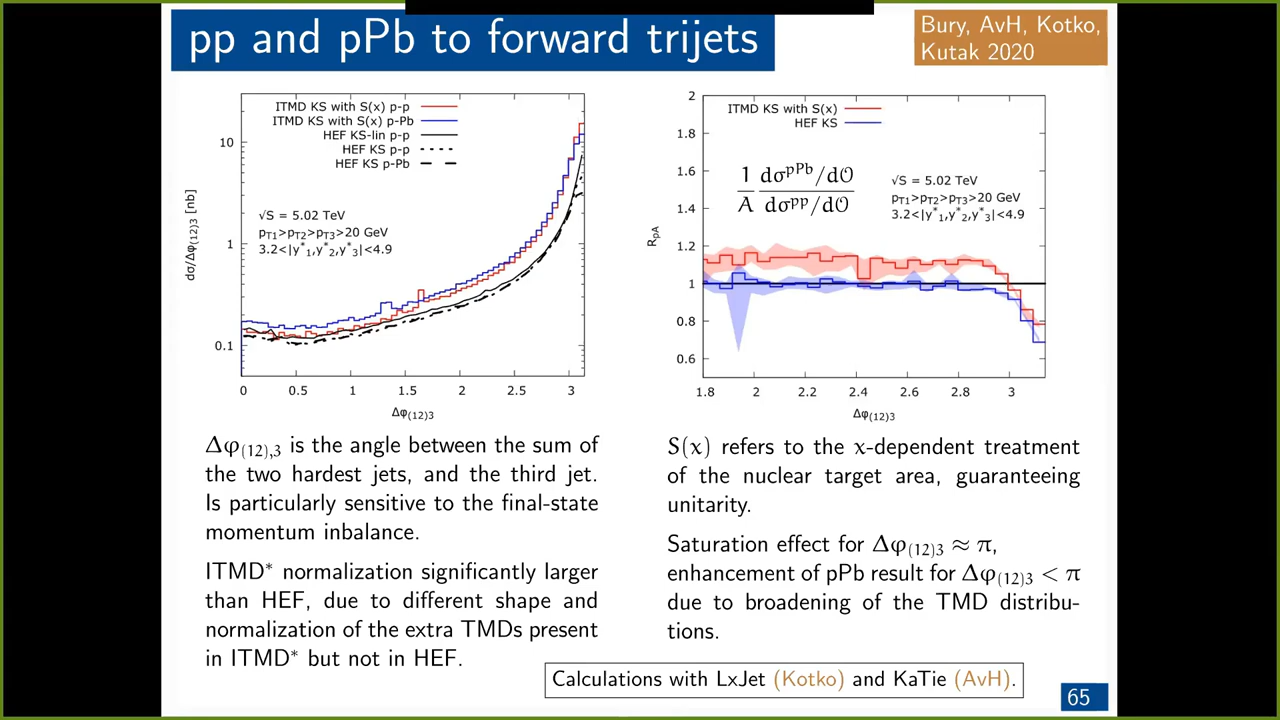 pp and pPb to forward trijets
Bury, AvH, Kotko,
Kutak 2020
ITMD KS with S(x) p-p
ITMD KS with S(x) p-Pb
HEF KS-lin p-p
HEF KS p-p
HEF KS p-Pb
√S = 5.02 TeV
pT1>pT2>pT3>20 GeV
3.2<|y*1,y*2,y*3|<4.9
dσ/Δφ(12)3 [nb]
10
1
0.1
0 0.5 1 1.5 2 2.5 3
Δφ(12)3
ITMD KS with S(x)
HEF KS
1/A dσ^pPb/dO / dσ^pp/dO
√S = 5.02 TeV
pT1>pT2>pT3>20 GeV
3.2<|y*1,y*2,y*3|<4.9
RpA
2
1.8
1.6
1.4
1.2
1
0.8
0.6
1.8 2 2.2 2.4 2.6 2.8 3
Δφ(12)3
Δφ(12),3 is the angle between the sum of
the two hardest jets, and the third jet.
Is particularly sensitive to the final-state
momentum inbalance.
ITMD* normalization significantly larger
than HEF, due to different shape and
normalization of the extra TMDs present
in ITMD* but not in HEF.
S(x) refers to the x-dependent treatment
of the nuclear target area, guaranteeing
unitarity.
Saturation effect for Δφ(12)3 ≈ π,
enhancement of pPb result for Δφ(12)3 < π
due to broadening of the TMD distribu-
tions.
Calculations with LxJet (Kotko) and KaTie (AvH).
65